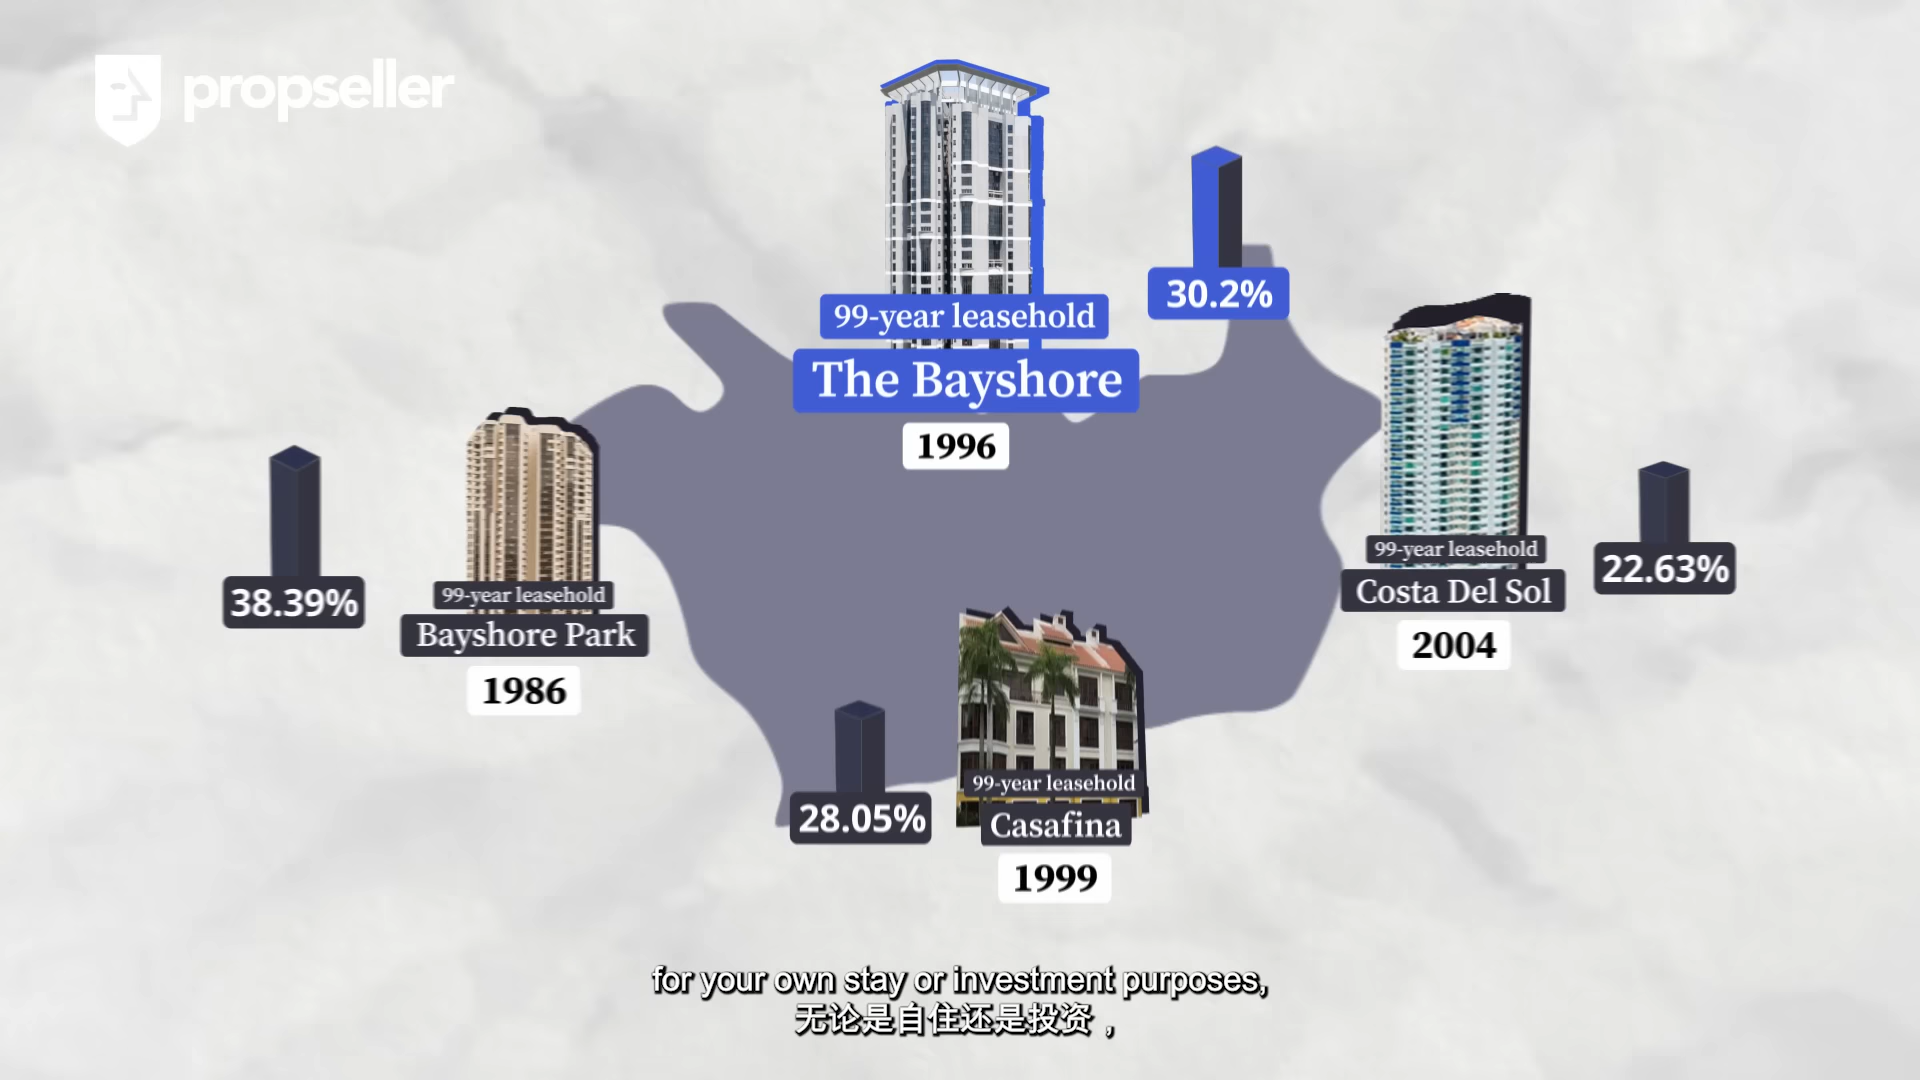 propseller
99-year leasehold
The Bayshore
1996
30.2%
38.39%
99-year leasehold
Bayshore Park
1986
99-year leasehold
Costa Del Sol
2004
22.63%
28.05%
99-year leasehold
Casafina
1999
for your own stay or investment purposes,
无论是自住还是投资，